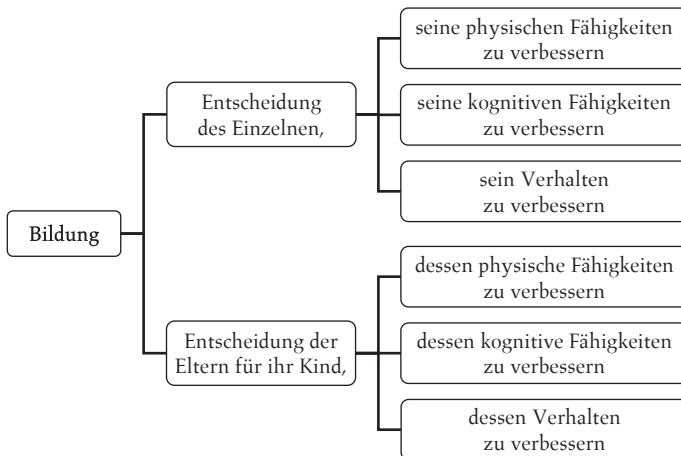 Bildung
Entscheidung
des Einzelnen,
seine physischen Fähigkeiten
zu verbessern
seine kognitiven Fähigkeiten
zu verbessern
sein Verhalten
zu verbessern
Entscheidung der
Eltern für ihr Kind,
dessen physische Fähigkeiten
zu verbessern
dessen kognitive Fähigkeiten
zu verbessern
dessen Verhalten
zu verbessern